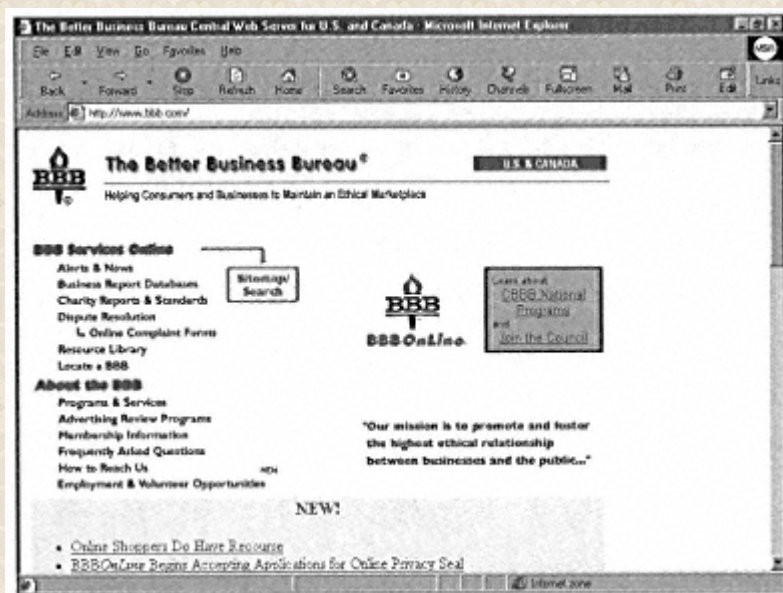 The Better Business Bureau Central Web Server for U.S. and Canada - Microsoft Internet Explorer
File Edit View Go Favorites Help
msn
Back Forward Stop Refresh Home Search Favorites History Channels Fullscreen Mail Print Edit Links
Address http://www.bbb.com/
BBB
The Better Business Bureau®
U.S. & CANADA
Helping Consumers and Businesses to Maintain an Ethical Marketplace
BBB Services Online
Alerts & News
Business Report Databases
Charity Reports & Standards
Dispute Resolution
Online Complaint Forms
Resource Library
Locate a BBB
Sitemap/
Search
BBB
BBBOnLine
Learn about
CBBB National
Programs
and
Join the Council
About the BBB
Programs & Services
Advertising Review Programs
Membership Information
Frequently Asked Questions
How to Reach Us
NEW
Employment & Volunteer Opportunities
"Our mission is to promote and foster
the highest ethical relationship
between businesses and the public..."
NEW!
• Online Shoppers Do Have Recourse
• BBBOnLine Begins Accepting Applications for Online Privacy Seal
Internet zone